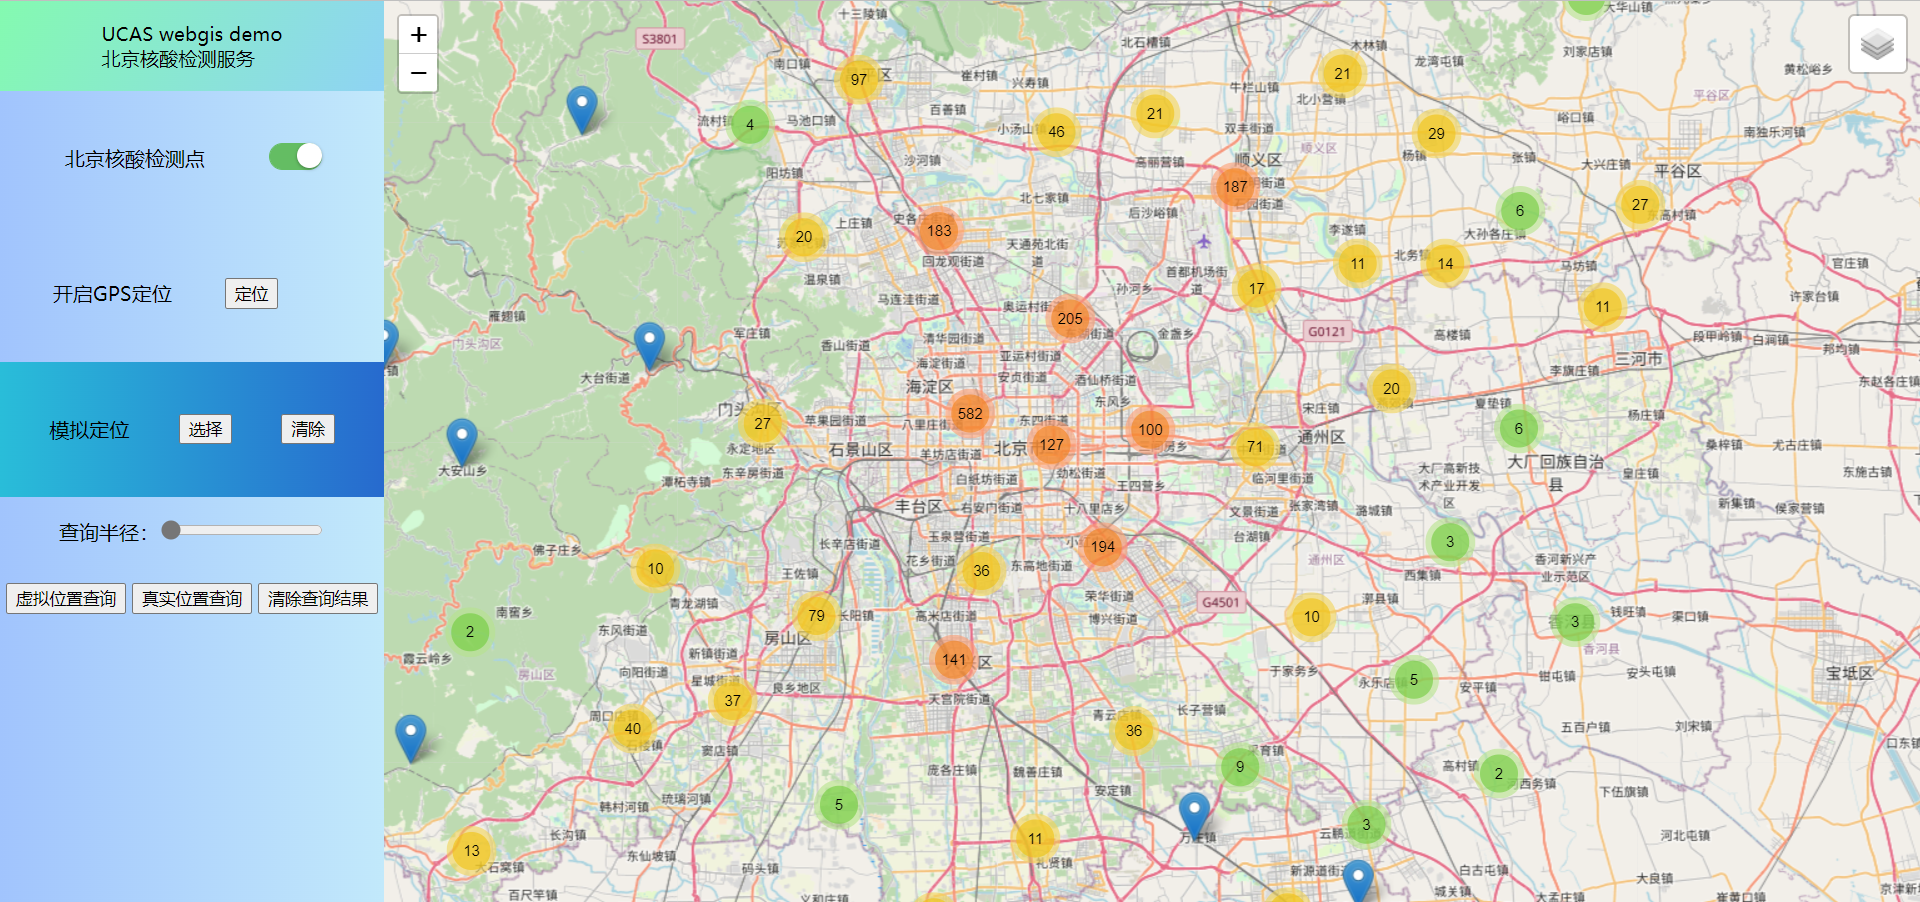 UCAS webgis demo
北京核酸检测服务
北京核酸检测点
开启GPS定位
定位
模拟定位
选择
清除
查询半径:
虚拟位置查询
真实位置查询
清除查询结果
+
−
十三陵镇
S3801
北石槽镇
木林镇
大华山镇
刘家店镇
龙湾屯镇
黄松峪乡
南口镇
97
崔村镇
兴寿镇
21
牛栏山镇
北小营镇
平谷区
百善镇
流村镇
4
马池口镇
小汤山
46
21
双丰街道
29
峪口镇
南独乐河镇
顺义区
顺义区
沙河镇
高丽营镇
杨镇
张镇
大兴庄镇
平谷区
阳坊镇
187
石园街道
北七家镇
后沙峪镇
6
27
东高村镇
上庄镇
183
20
李遂镇
大孙各庄镇
天通苑北街道
回龙观街道
11
北务镇
14
马坊镇
官庄镇
温泉镇
首都机场街道
17
孙河乡
许家台镇
马连洼街道
奥运村街道
205
11
雁翅镇
门头沟区
军庄镇
香山街道
清华园街道
金盏乡
G0121
高楼镇
段甲岭镇
白涧镇
邦均镇
亚运村街道
海淀街道
三河市
大台街道
安贞街道
酒仙桥街道
李旗庄镇
东赵各庄镇
海淀区
20
东风乡
宋庄镇
夏垫镇
杨庄镇
苹果园街道
582
东四街道
八里庄街道
27
100
6
通州区
永定地区
石景山区
北京
127
71
桑梓镇
尤古庄镇
大安山乡
东辛房街道
羊坊店街道
劲松街道
大厂回族自治县
大厂高新技术产业开发区
皇庄镇
东施古镇
潭柘寺镇
白纸坊街道
王四营乡
临河里街道
丰台区
右安门街道
十八里店乡
文景街道
张家湾镇
潞城镇
新集镇
侯家营镇
台湖镇
玉泉营街道
长辛店街道
194
3
佛子庄乡
花乡街道
36
东高地街道
通州区
香河新兴产业示范区
10
王佐镇
西集镇
青龙湖镇
荣华街道
G4501
漷县镇
南窖乡
79
长阳镇
高米店街道
博兴街道
10
3
钱旺镇
渠口镇
2
东风街道
房山区
香河县
霞云岭乡
新镇街道
141
房山区
向阳街道
于家务乡
5
钳屯镇
安头屯镇
宝坻区
星城街道
良乡地区
永乐店镇
安平镇
37
天宫院街道
长子营镇
周口店镇
40
青云店镇
36
五百户镇
刘宋镇
窦店镇
口东镇
庞各庄镇
魏善庄镇
9
采育镇
高村镇
2
河西务镇
安定镇
下伍旗镇
琉璃河镇
韩村河镇
5
万庄镇
云鹏街道
3
河北屯镇
长沟镇
11
13
大石窝镇
东仙坡镇
码头镇
礼贤镇
新源道街道
白古屯镇
大良镇
百尺竿镇
义和庄镇
城关镇
大孟庄镇
崔黄口镇
京津新城